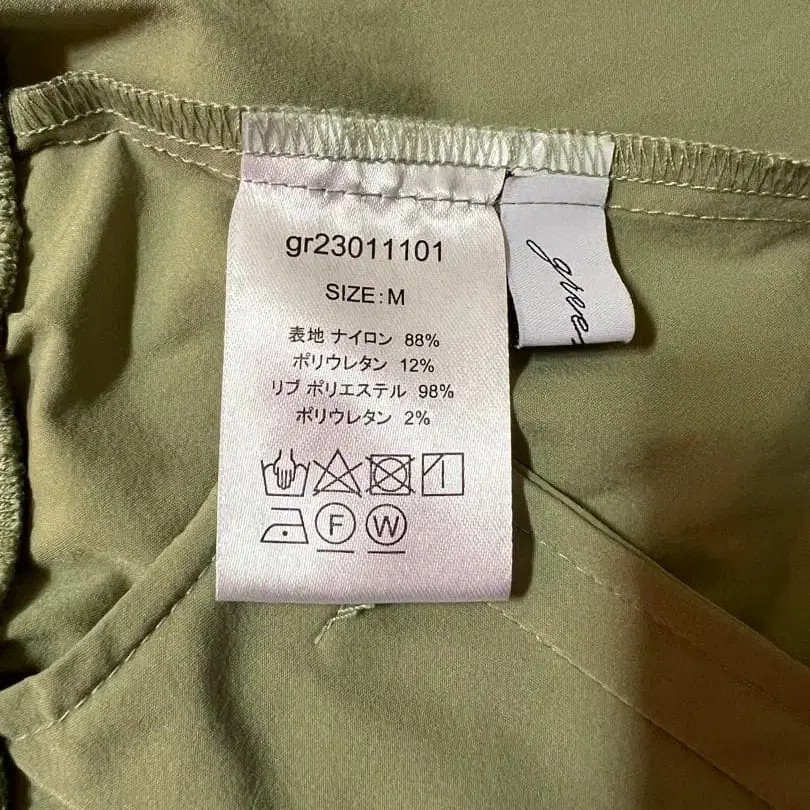 gr23011101
SIZE:M
表地 ナイロン 88%
ポリウレタン 12%
リブ ポリエステル 98%
ポリウレタン 2%
F W